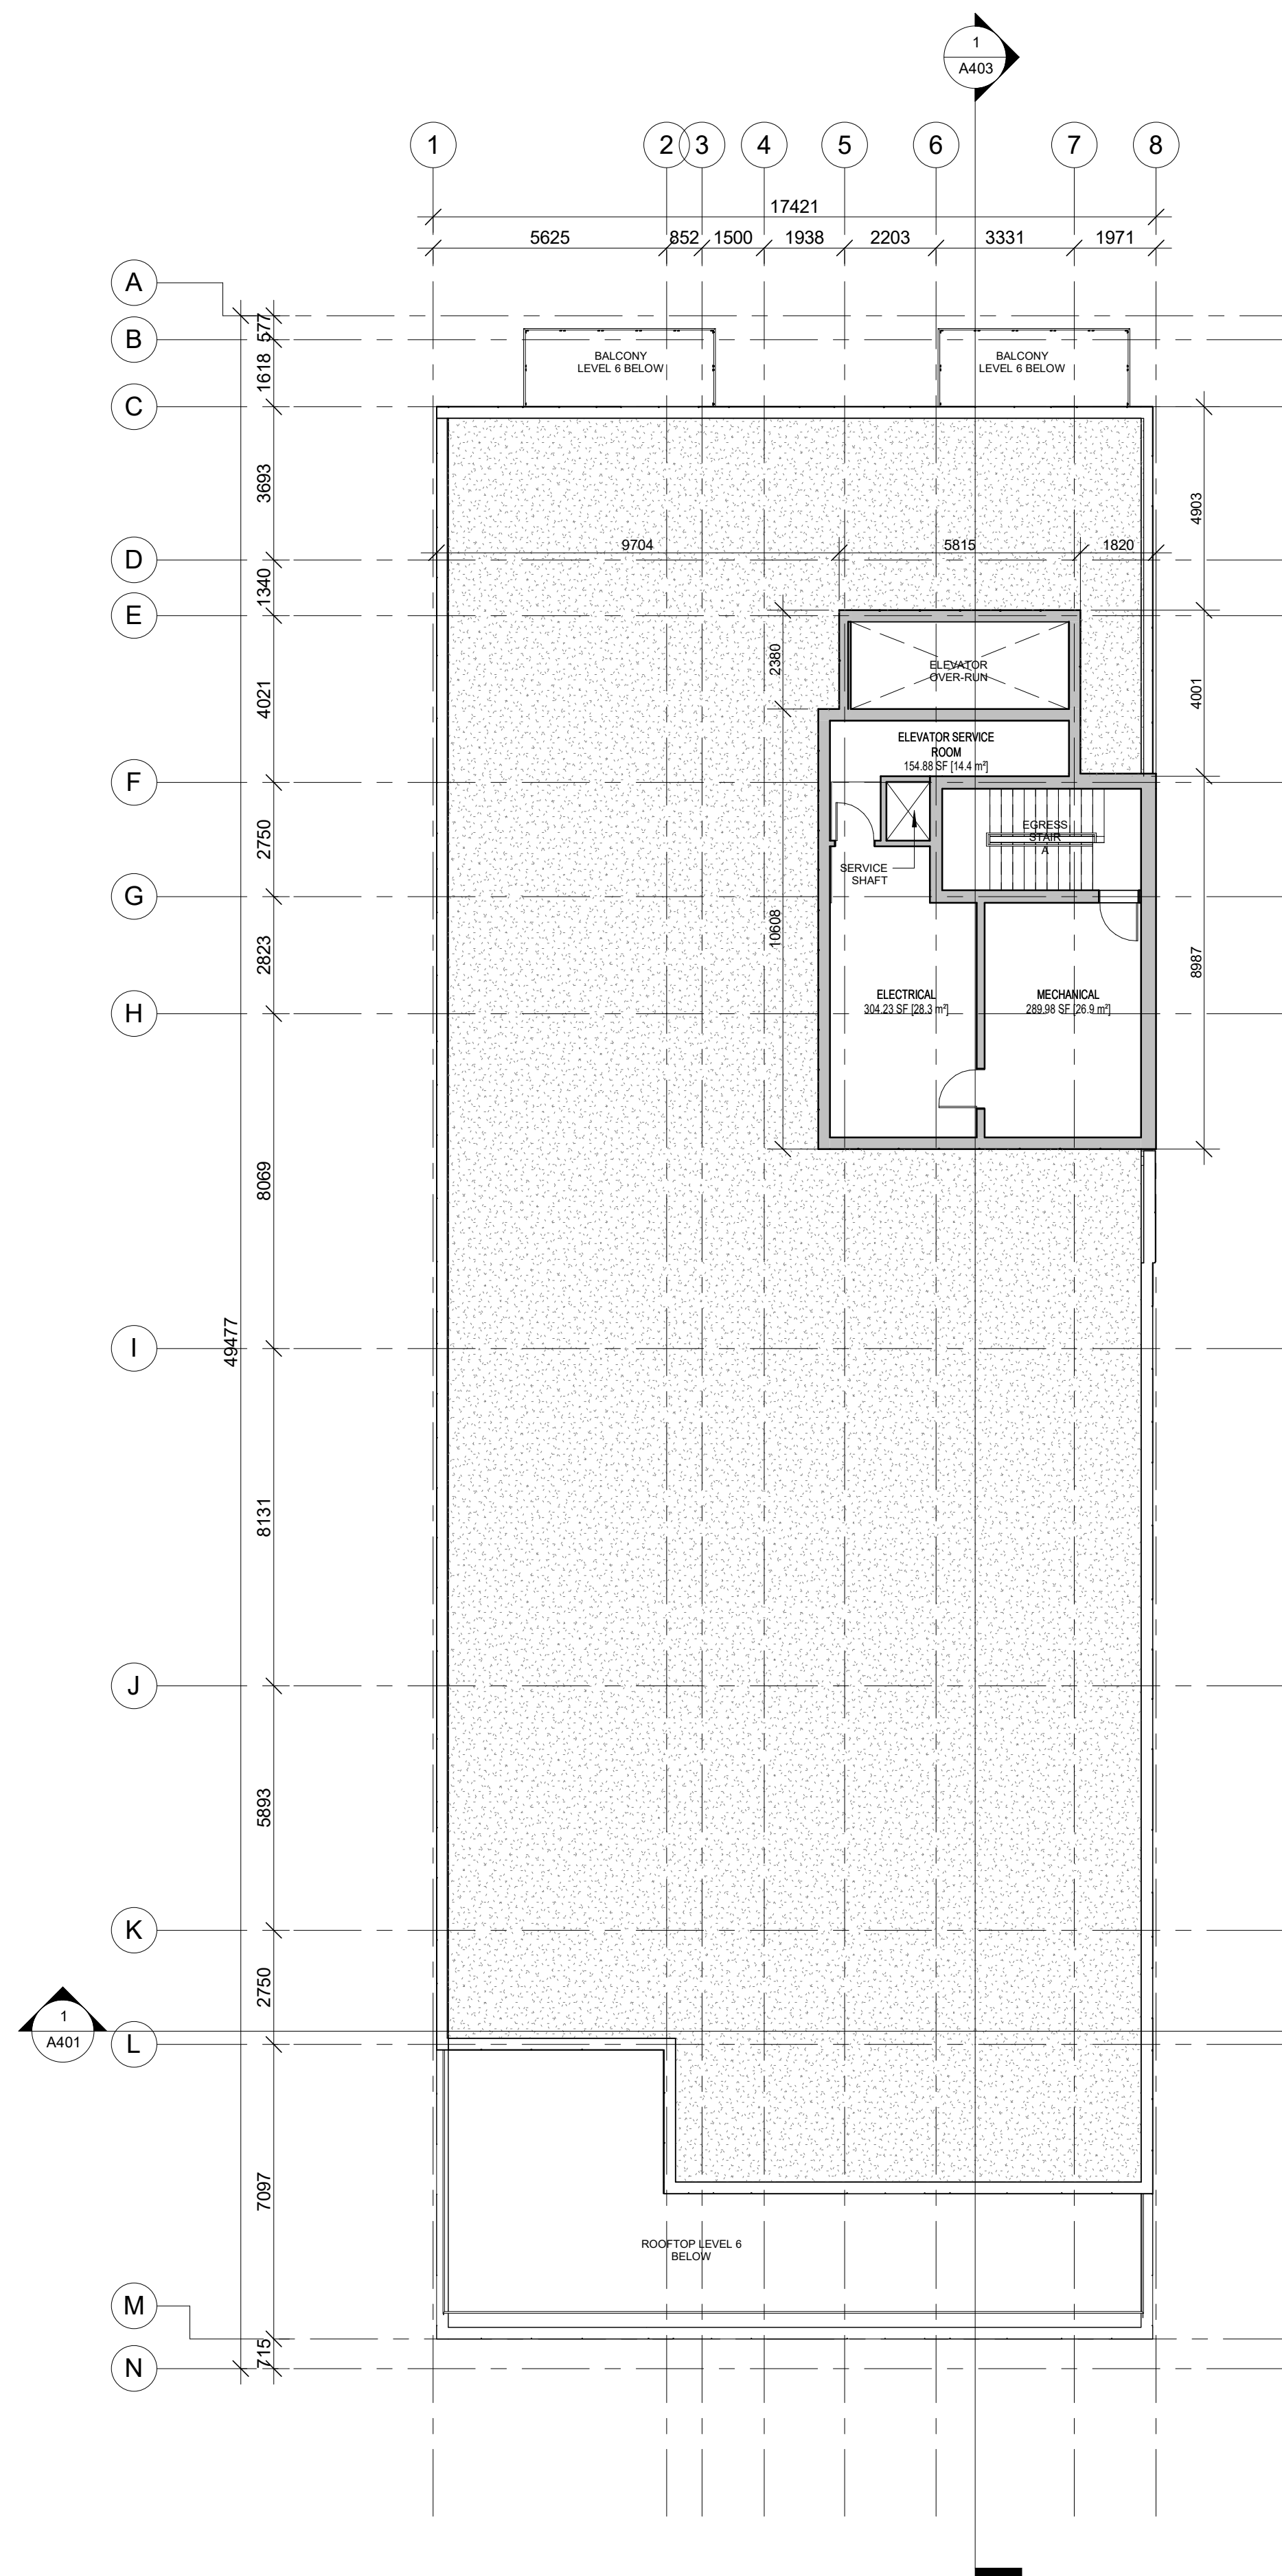 1
A403
1
2
3
4
5
6
7
8
17421
5625
852
1500
1938
2203
3331
1971
A
577
B
1618
BALCONY
LEVEL 6 BELOW
BALCONY
LEVEL 6 BELOW
C
3693
4903
D
9704
5815
1820
1340
E
2380
ELEVATOR
OVER-RUN
4021
4001
ELEVATOR SERVICE
ROOM
154.88 SF [14.4 m²]
F
2750
EGRESS
STAIR
A
SERVICE
SHAFT
G
10608
2823
8987
ELECTRICAL
304.23 SF [28.3 m²]
MECHANICAL
289.98 SF [26.9 m²]
H
8069
49477
I
8131
J
5893
K
2750
1
A401
L
7097
ROOFTOP LEVEL 6
BELOW
M
715
N